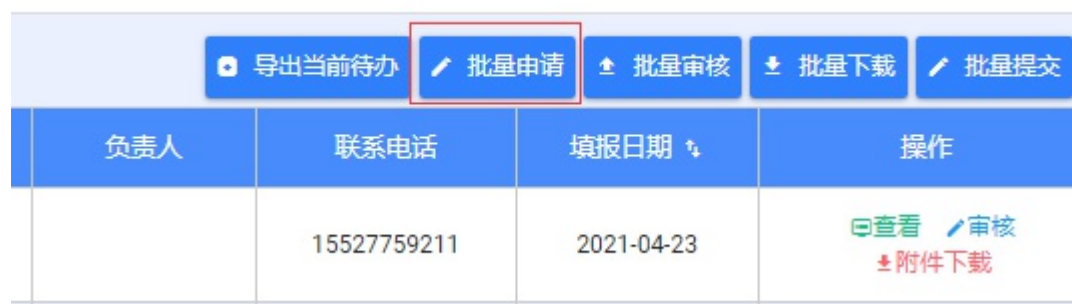 导出当前待办 批量申请 批量审核 批量下载 批量提交
负责人 联系电话 填报日期 操作
15527759211 2021-04-23 查看 审核
附件下载